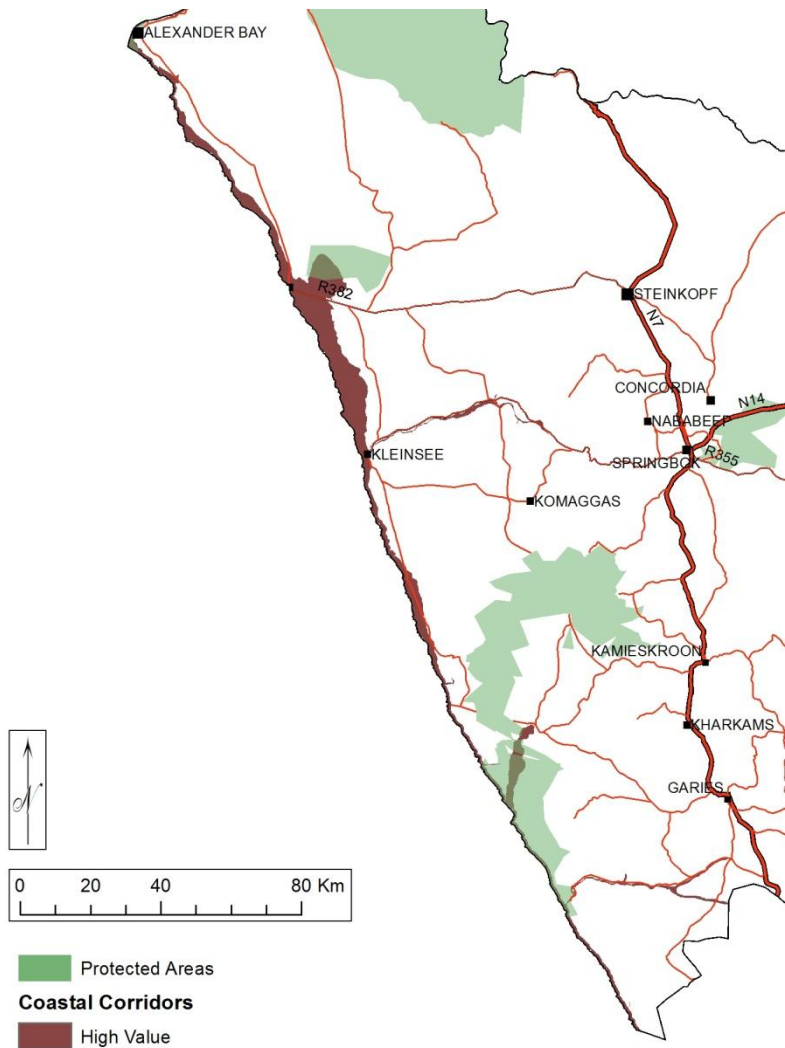 ALEXANDER BAY
R382
STEINKOPF
N7
CONCORDIA
N14
NABABEEP
KLEINSEE
SPRINGBOK
R355
KOMAGGAS
KAMIESKROON
KHARKAMS
GARIES
N
0 20 40 80 Km
Protected Areas
Coastal Corridors
High Value